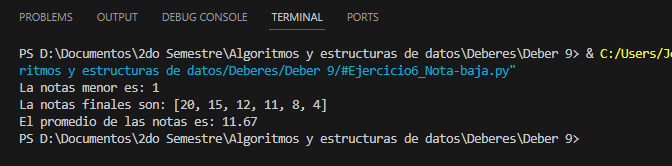 PROBLEMS OUTPUT DEBUG CONSOLE TERMINAL PORTS
PS D:\Documentos\2do Semestre\Algoritmos y estructuras de datos\Deberes\Deber 9> & C:/Users/
ritmos y estructuras de datos/Deberes/Deber 9/#Ejercicio6_Nota-baja.py"
La notas menor es: 1
La notas finales son: [20, 15, 12, 11, 8, 4]
El promedio de las notas es: 11.67
PS D:\Documentos\2do Semestre\Algoritmos y estructuras de datos\Deberes\Deber 9>